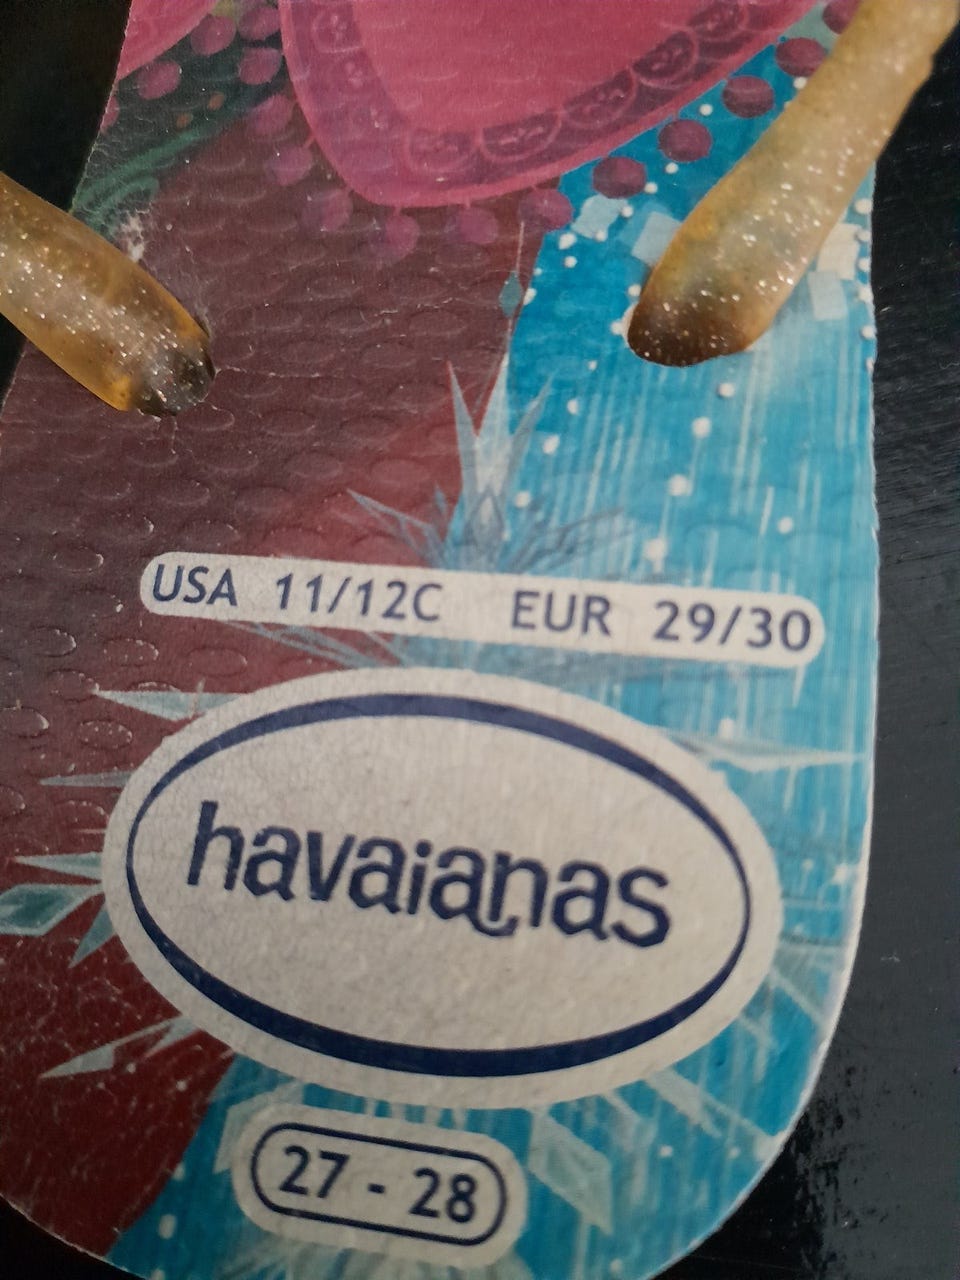 USA 11/12C EUR 29/30
havaianas
27 - 28